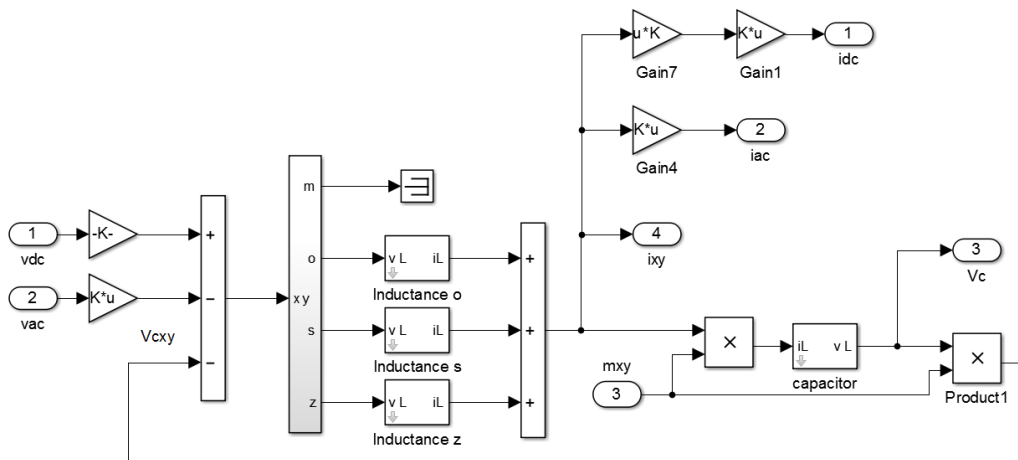 u*K
K*u
1
Gain7
Gain1
idc
K*u
2
Gain4
iac
m
1
-K-
+
vdc
o
v L
iL
+
4
3
Inductance o
ixy
Vc
2
K*u
−
xy
vac
Vcxy
s
v L
iL
+
×
iL
v L
×
−
Inductance s
mxy
capacitor
3
Product1
z
v L
iL
+
Inductance z